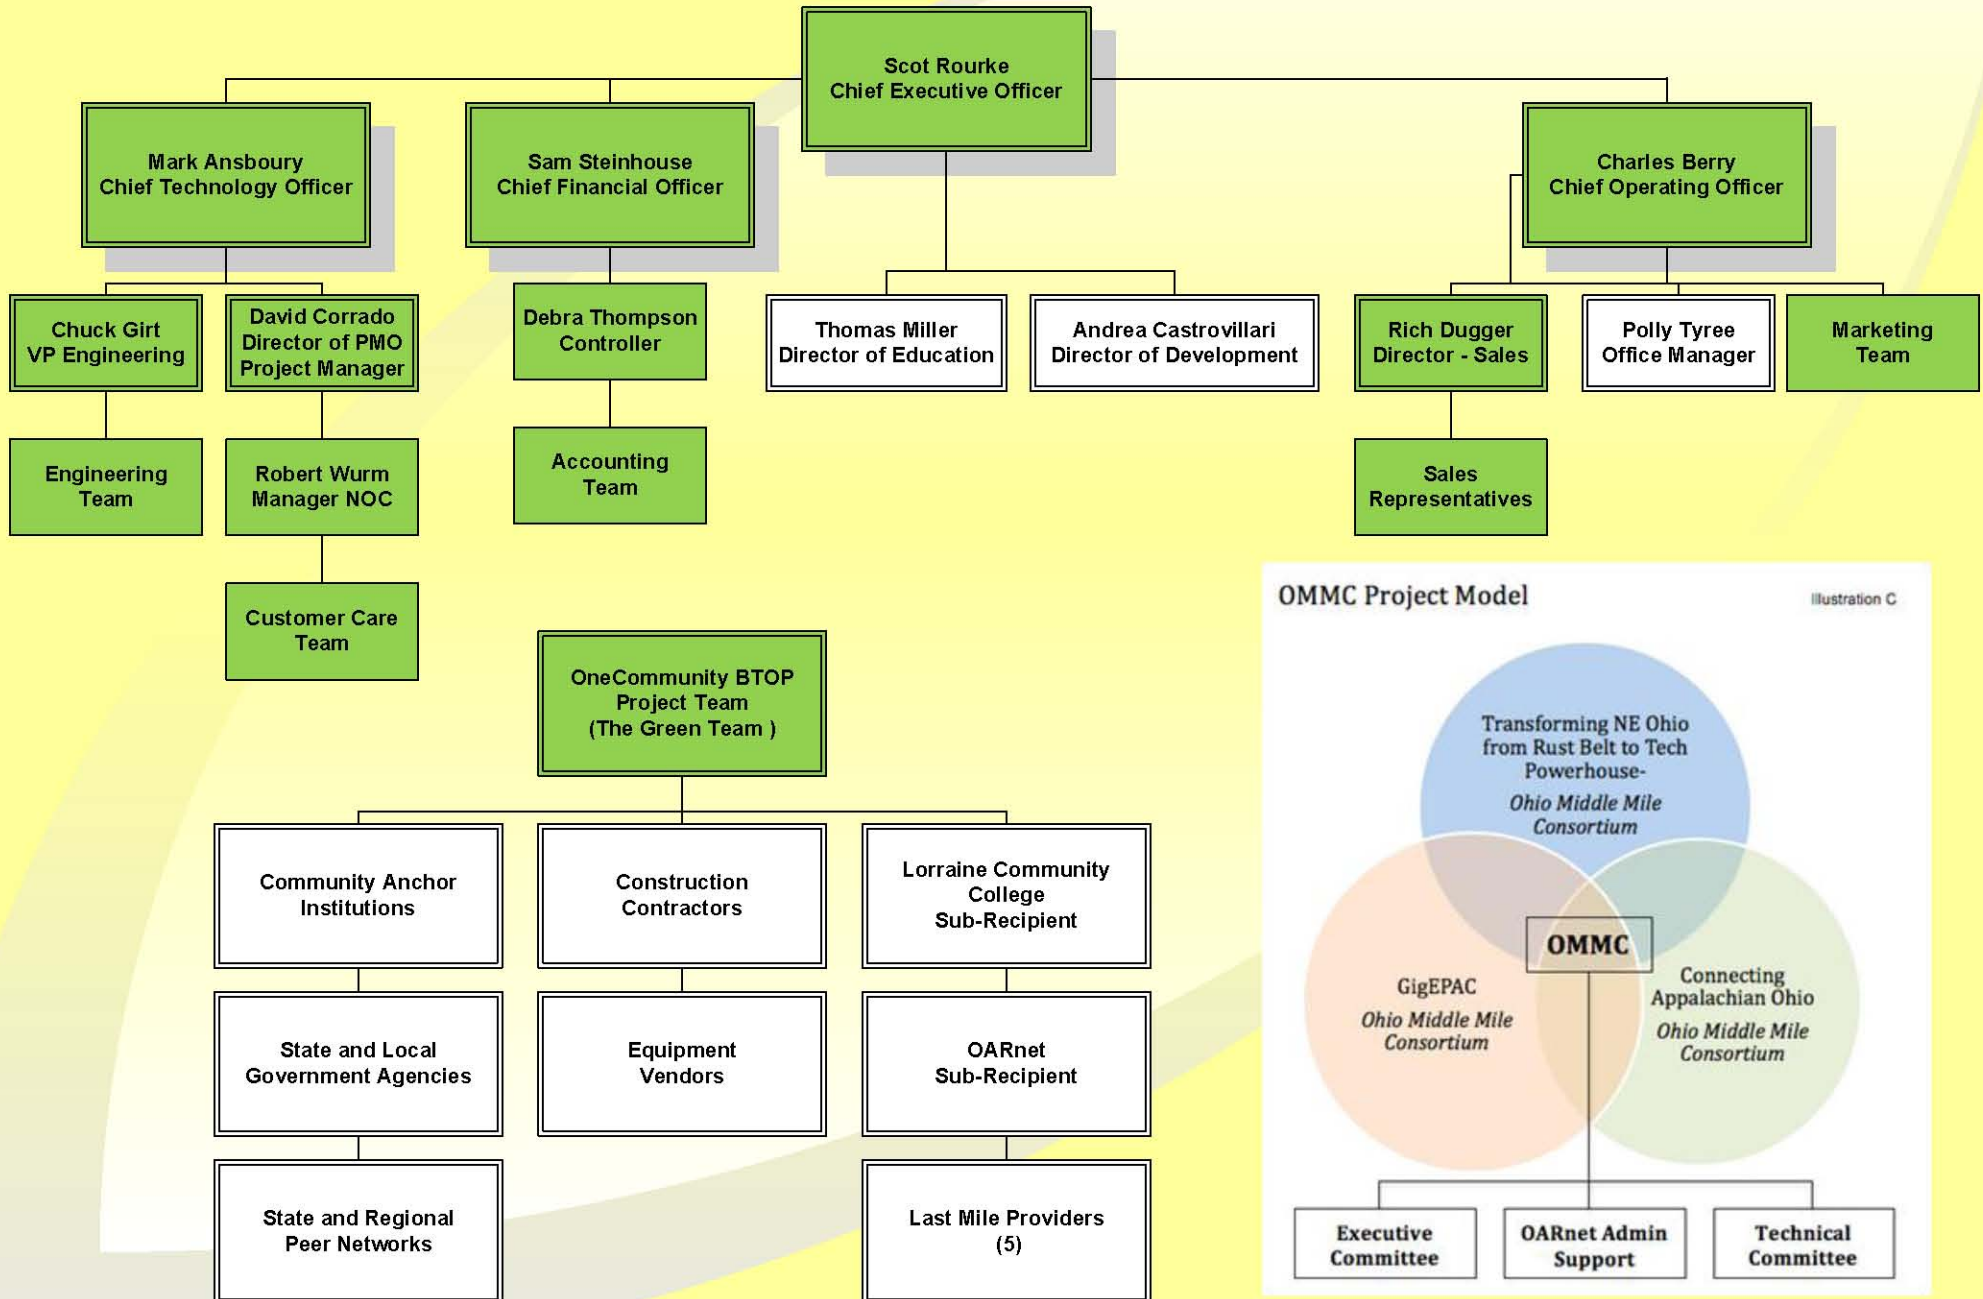 Scot Rourke
Chief Executive Officer
Mark Ansboury
Chief Technology Officer
Sam Steinhouse
Chief Financial Officer
Charles Berry
Chief Operating Officer
Chuck Girt
VP Engineering
David Corrado
Director of PMO
Project Manager
Debra Thompson
Controller
Thomas Miller
Director of Education
Andrea Castrovillari
Director of Development
Rich Dugger
Director - Sales
Polly Tyree
Office Manager
Marketing
Team
Engineering
Team
Robert Wurm
Manager NOC
Accounting
Team
Sales
Representatives
Customer Care
Team
OneCommunity BTOP
Project Team
(The Green Team )
Community Anchor
Institutions
Construction
Contractors
Lorraine Community
College
Sub-Recipient
State and Local
Government Agencies
Equipment
Vendors
OARnet
Sub-Recipient
State and Regional
Peer Networks
Last Mile Providers
(5)
OMMC Project Model
Illustration C
Transforming NE Ohio
from Rust Belt to Tech
Powerhouse-
Ohio Middle Mile
Consortium
OMMC
GigEPAC
Ohio Middle Mile
Consortium
Connecting
Appalachian Ohio
Ohio Middle Mile
Consortium
Executive
Committee
OARnet Admin
Support
Technical
Committee